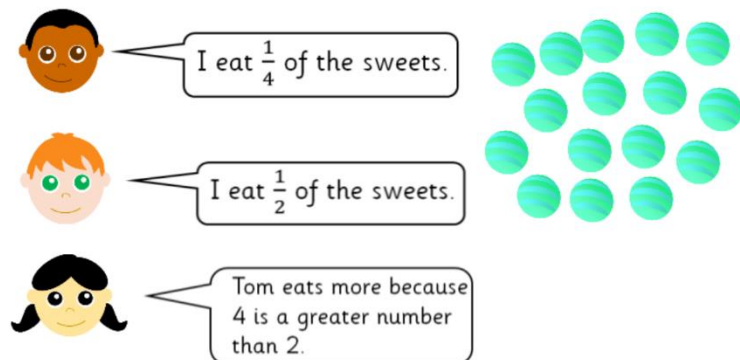 I eat 1/4 of the sweets.
I eat 1/2 of the sweets.
Tom eats more because
4 is a greater number
than 2.